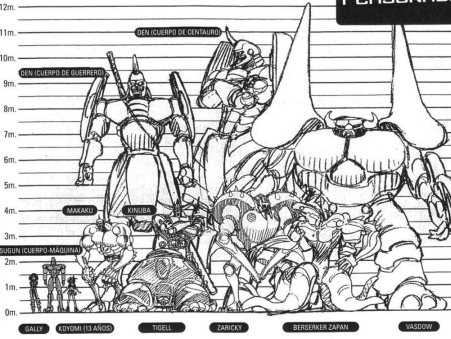 PERSONAJES
12m.
11m.
10m.
9m.
8m.
7m.
6m.
5m.
4m.
3m.
2m.
1m.
0m.
DEN (CUERPO DE CENTAURO)
DEN (CUERPO DE GUERRERO)
MAKAKU
KINUBA
SUGUN (CUERPO-MÁQUINA)
GALLY
KOYOMI (13 AÑOS)
TIGELL
ZARICKY
BERSERKER ZAPAN
VASDOW